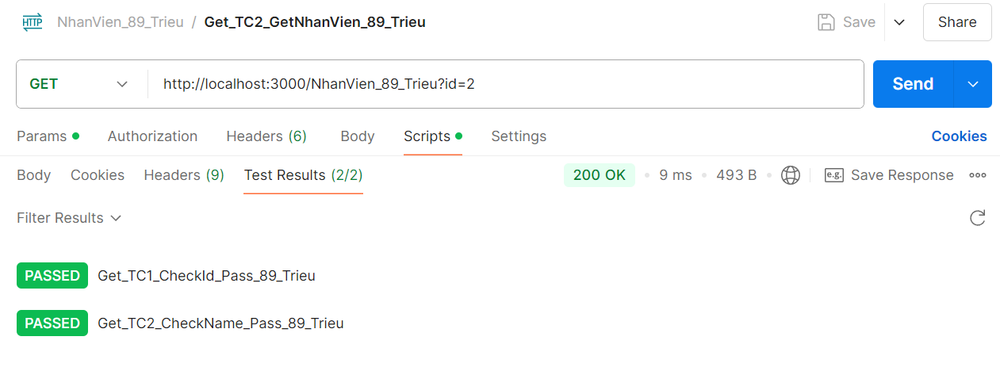 HTTP NhanVien_89_Trieu / Get_TC2_GetNhanVien_89_Trieu Save Share
GET http://localhost:3000/NhanVien_89_Trieu?id=2 Send
Params Authorization Headers (6) Body Scripts Settings Cookies
Body Cookies Headers (9) Test Results (2/2) 200 OK 9 ms 493 B e.g. Save Response
Filter Results
PASSED Get_TC1_CheckId_Pass_89_Trieu
PASSED Get_TC2_CheckName_Pass_89_Trieu